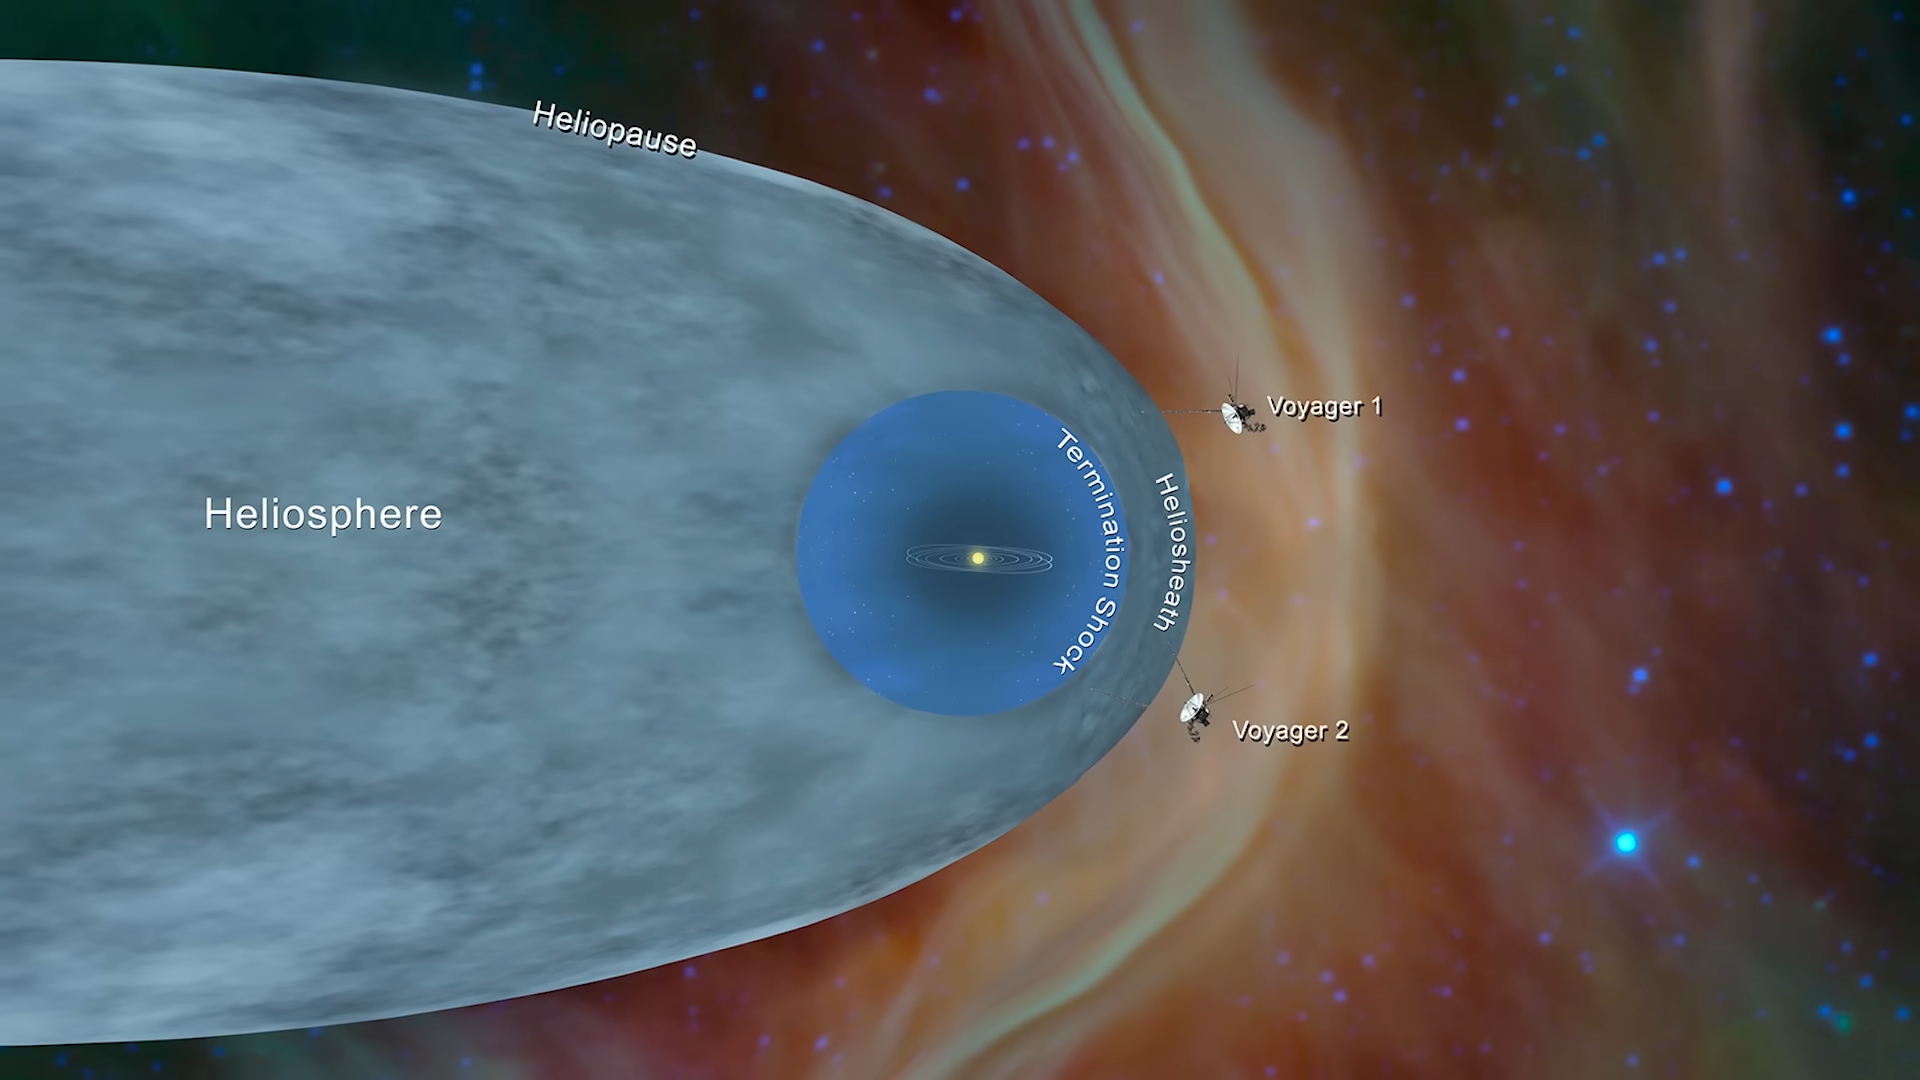 Heliopause
Voyager 1
Termination Shock
Heliosheath
Heliosphere
Voyager 2